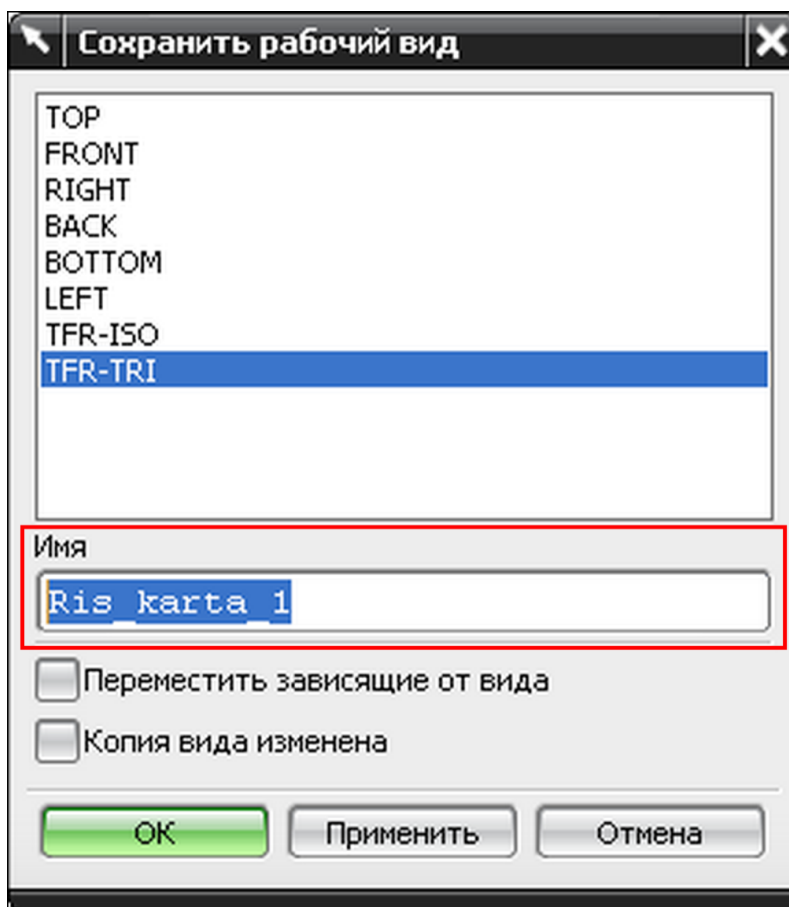 Сохранить рабочий вид
TOP
FRONT
RIGHT
BACK
BOTTOM
LEFT
TFR-ISO
TFR-TRI
Имя
Ris_karta_1
Переместить зависящие от вида
Копия вида изменена
ОК Применить Отмена